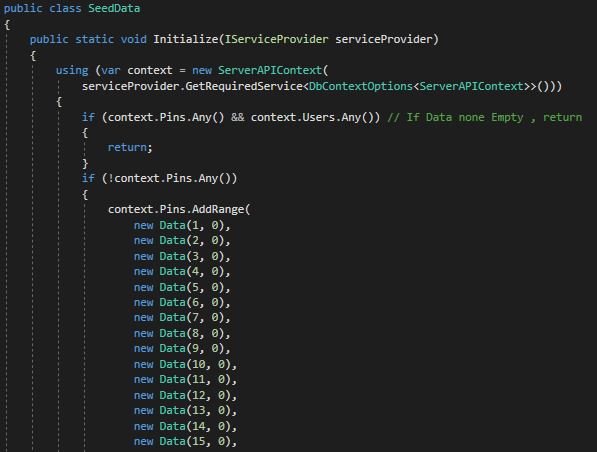 public class SeedData
{
public static void Initialize(IServiceProvider serviceProvider)
{
using (var context = new ServerAPIContext(
serviceProvider.GetRequiredService<DbContextOptions<ServerAPIContext>>()))
{
if (context.Pins.Any() && context.Users.Any()) // If Data none Empty , return
{
return;
}
if (!context.Pins.Any())
{
context.Pins.AddRange(
new Data(1, 0),
new Data(2, 0),
new Data(3, 0),
new Data(4, 0),
new Data(5, 0),
new Data(6, 0),
new Data(7, 0),
new Data(8, 0),
new Data(9, 0),
new Data(10, 0),
new Data(11, 0),
new Data(12, 0),
new Data(13, 0),
new Data(14, 0),
new Data(15, 0),